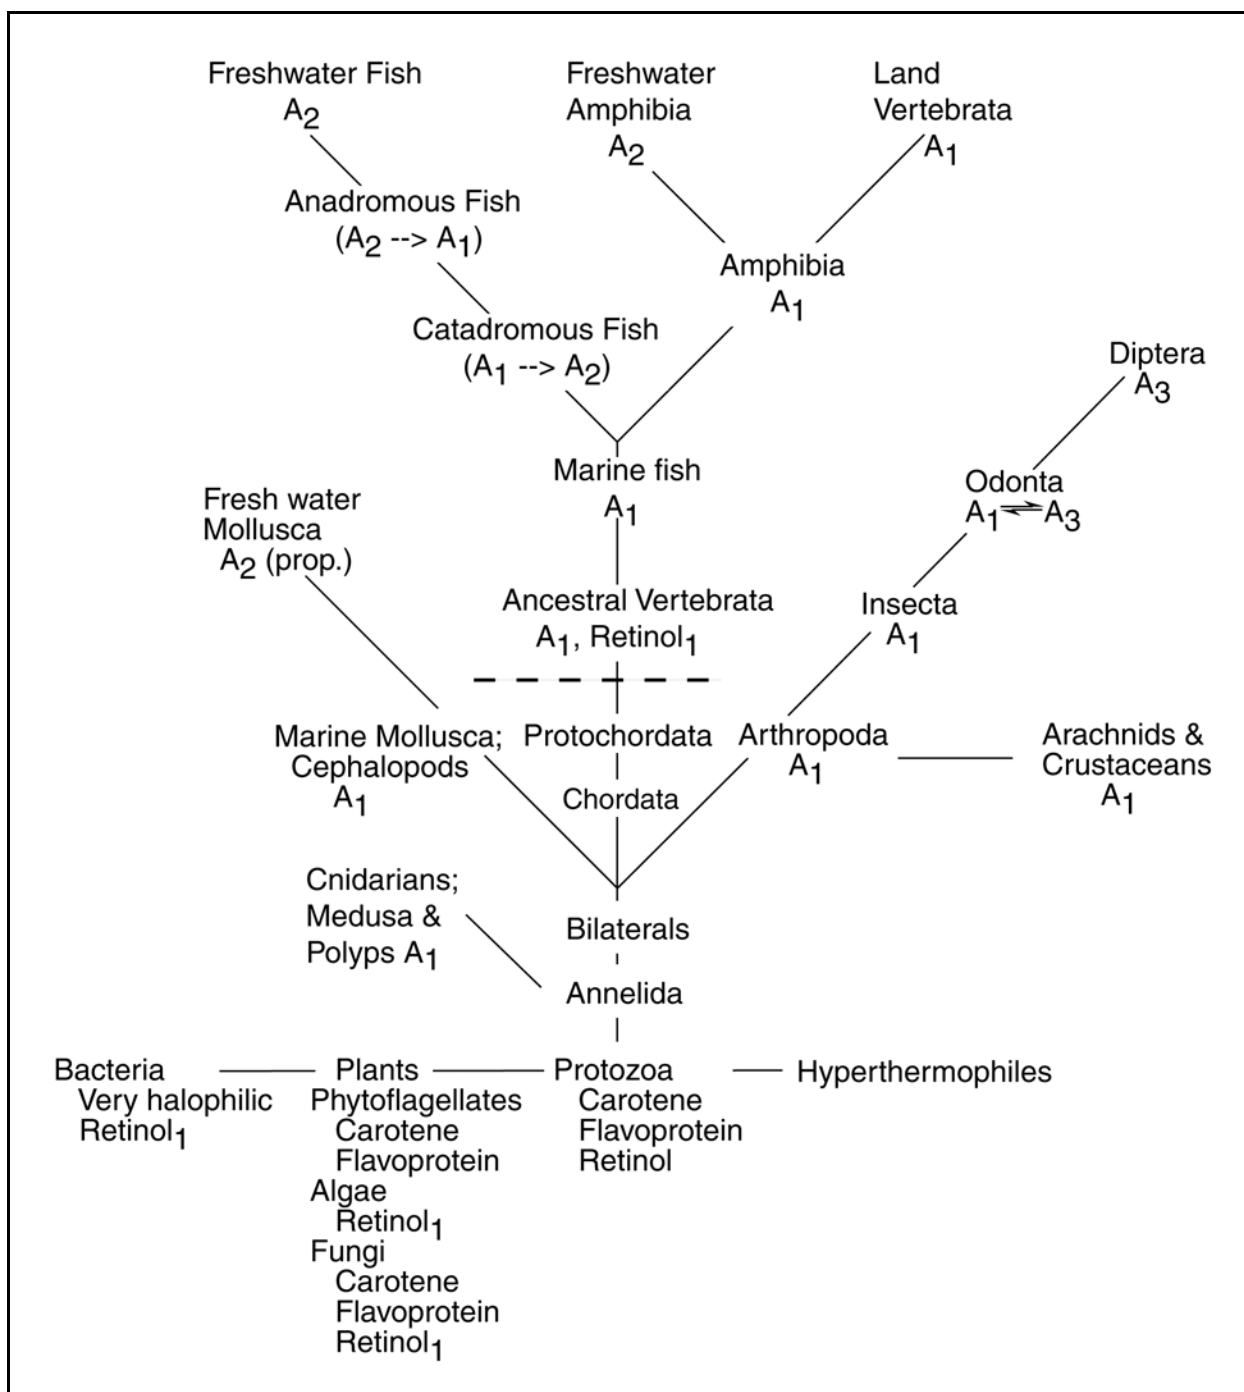 Freshwater Fish
A2
Freshwater
Amphibia
A2
Land
Vertebrata
A1
Anadromous Fish
(A2 --> A1)
Amphibia
A1
Catadromous Fish
(A1 --> A2)
Diptera
A3
Marine fish
A1
Odonta
A1 ⇌ A3
Fresh water
Mollusca
A2 (prop.)
Ancestral Vertebrata
A1, Retinol1
Insecta
A1
Marine Mollusca;
Cephalopods
A1
Protochordata
Arthropoda
A1
Arachnids &
Crustaceans
A1
Chordata
Cnidarians;
Medusa &
Polyps A1
Bilaterals
Annelida
Bacteria
Very halophilic
Retinol1
Plants
Phytoflagellates
Carotene
Flavoprotein
Algae
Retinol1
Fungi
Carotene
Flavoprotein
Retinol1
Protozoa
Carotene
Flavoprotein
Retinol
Hyperthermophiles